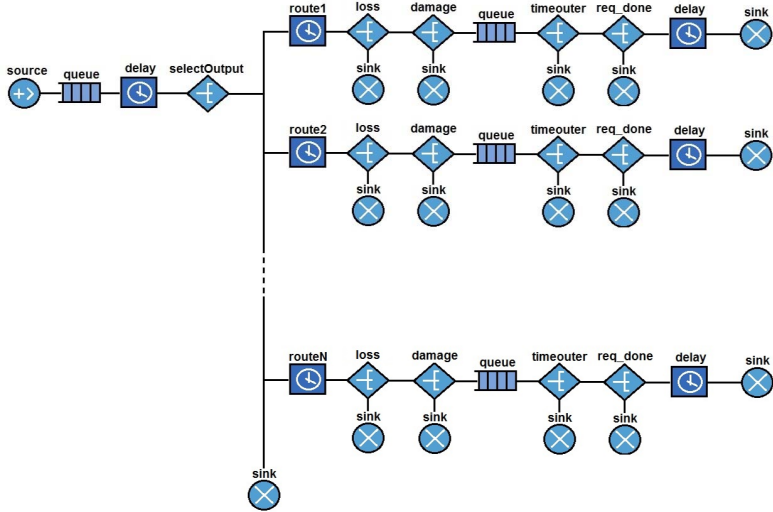 route1 loss damage queue timeouter req_done delay sink
source queue delay selectOutput
sink sink sink sink
route2 loss damage queue timeouter req_done delay sink
sink sink sink sink
routeN loss damage queue timeouter req_done delay sink
sink sink sink sink
sink